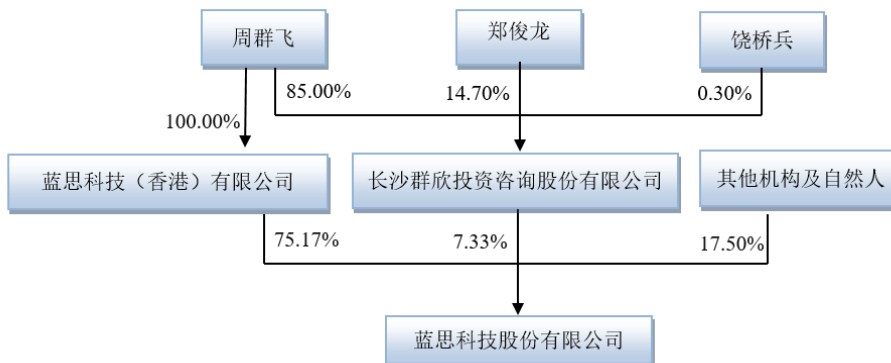 周群飞
郑俊龙
饶桥兵
85.00%
14.70%
0.30%
100.00%
蓝思科技（香港）有限公司
长沙群欣投资咨询股份有限公司
其他机构及自然人
75.17%
7.33%
17.50%
蓝思科技股份有限公司